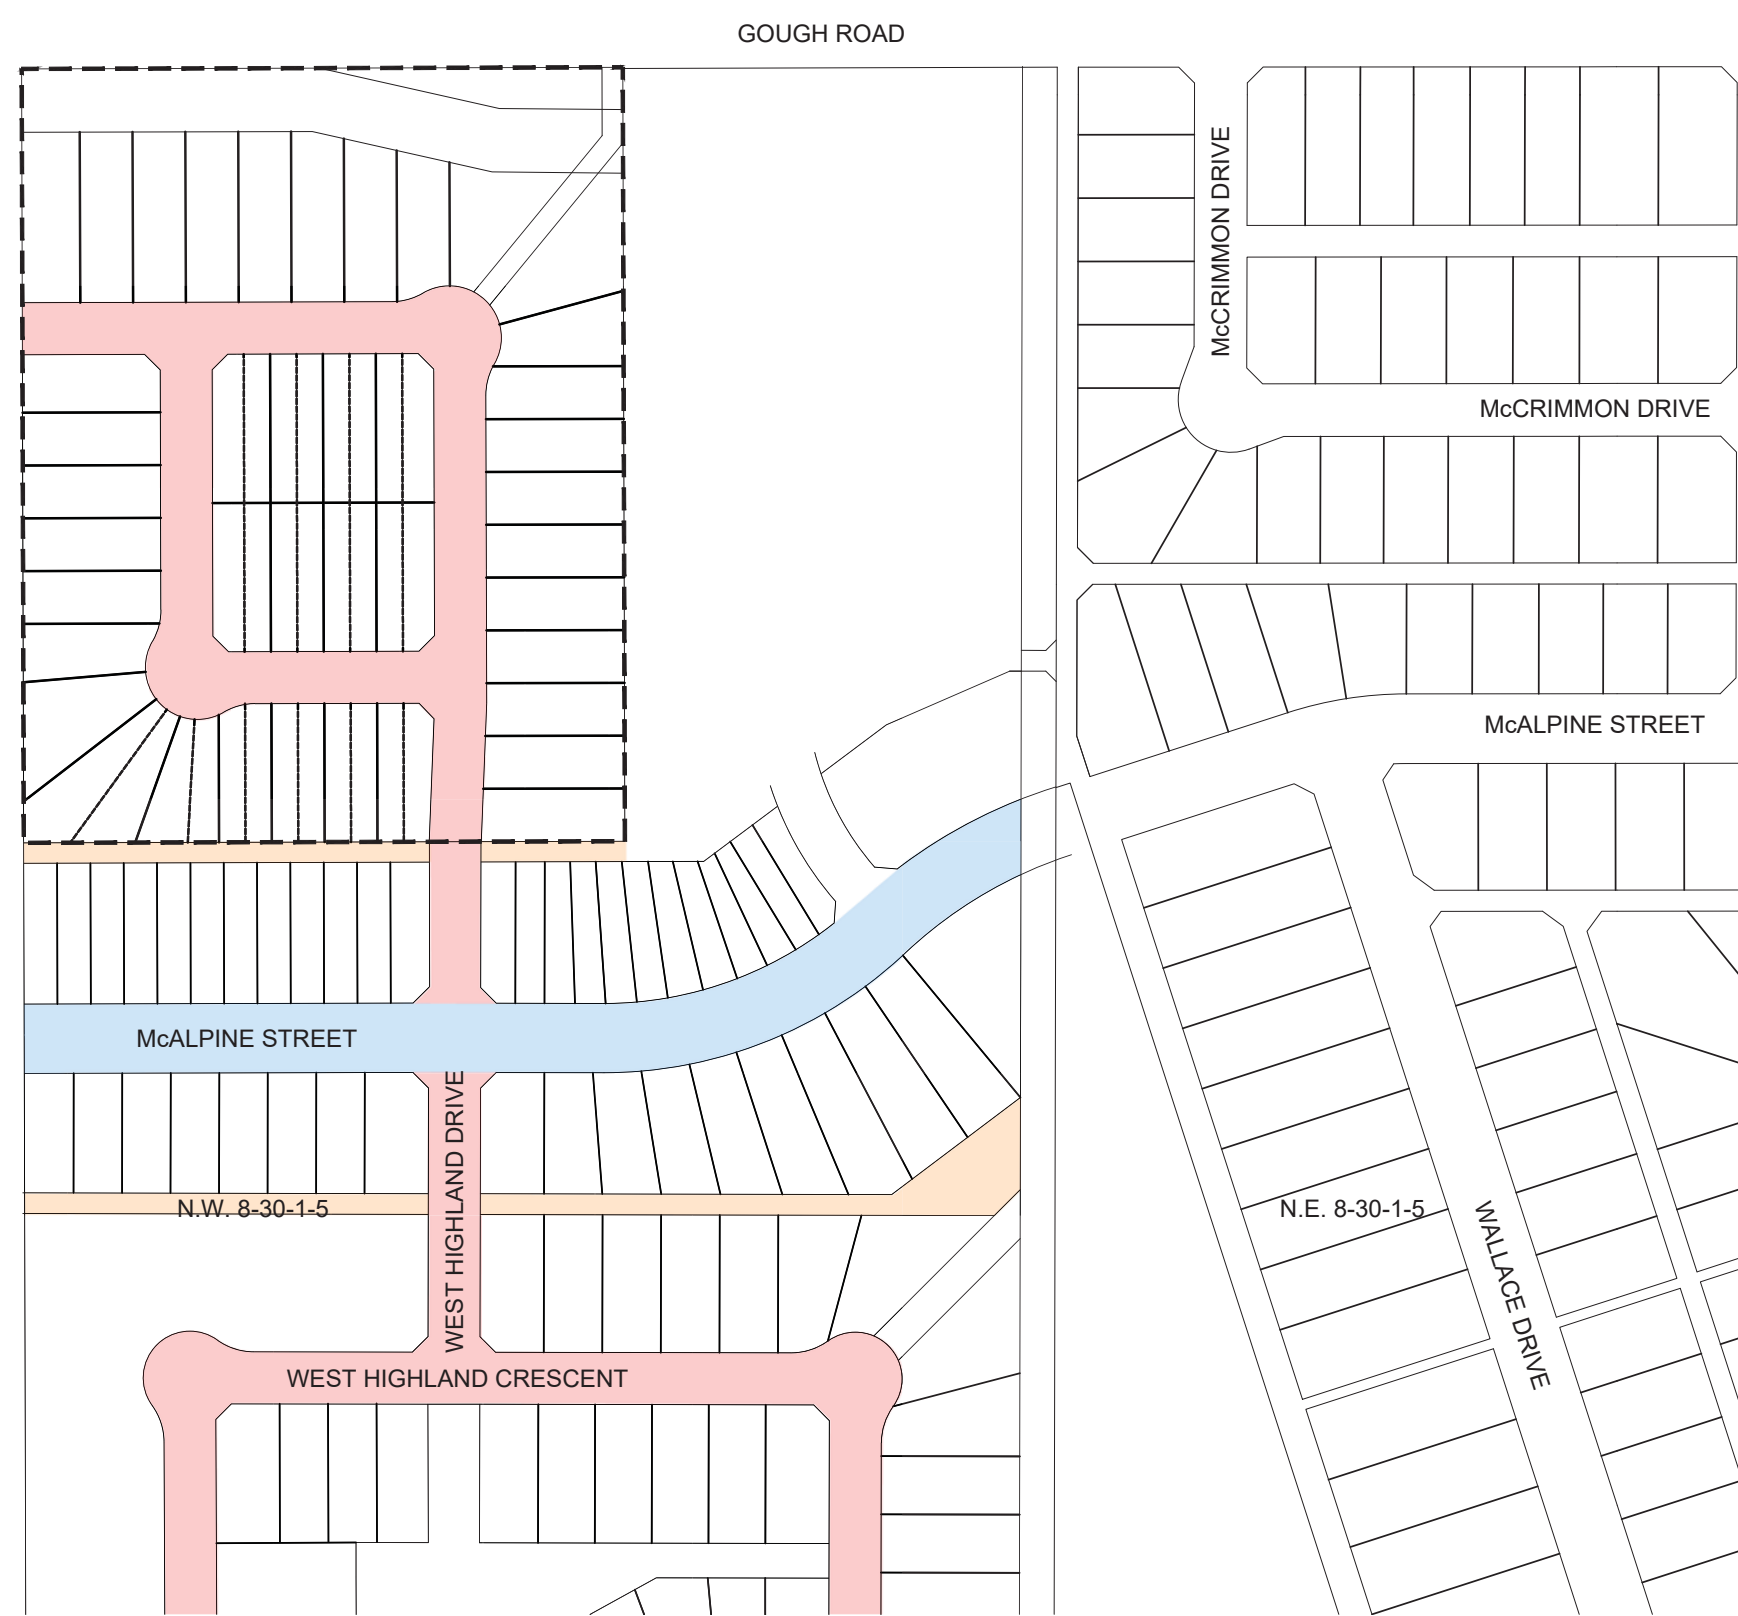 GOUGH ROAD
McCRIMMON DRIVE
McCRIMMON DRIVE
McALPINE STREET
McALPINE STREET
WEST HIGHLAND DRIVE
N.W. 8-30-1-5
N.E. 8-30-1-5
WALLACE DRIVE
WEST HIGHLAND CRESCENT